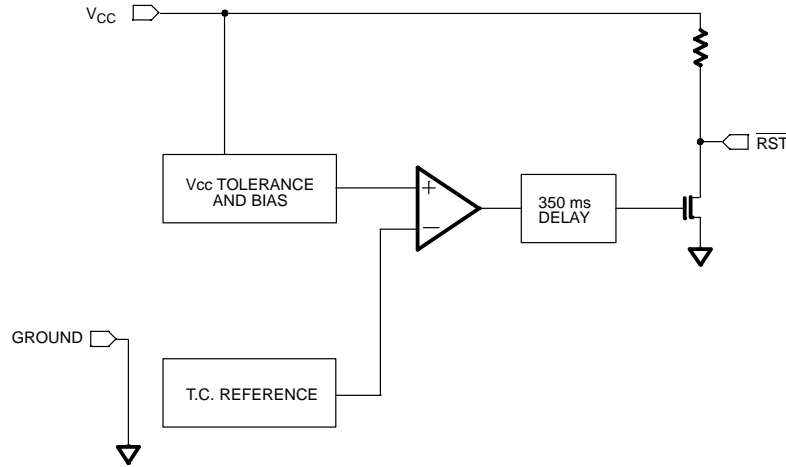 VCC
RST
Vcc TOLERANCE
AND BIAS
+
−
350 ms
DELAY
GROUND
T.C. REFERENCE